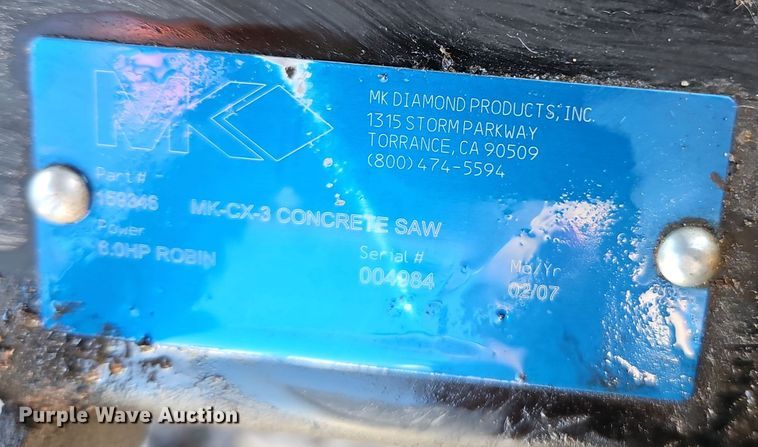 MK
MK DIAMOND PRODUCTS, INC.
1315 STORM PARKWAY
TORRANCE, CA 90509
(800) 474-5594
Part #
159346 MK-CX-3 CONCRETE SAW
Power
8.0HP ROBIN
Serial #
004984
Mo/Yr
02/07
Purple Wave Auction